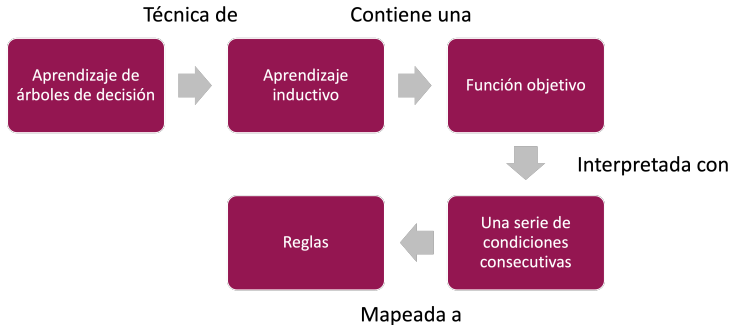 Técnica de
Contiene una
Aprendizaje de
árboles de decisión
Aprendizaje
inductivo
Función objetivo
Interpretada con
Una serie de
condiciones
consecutivas
Reglas
Mapeada a